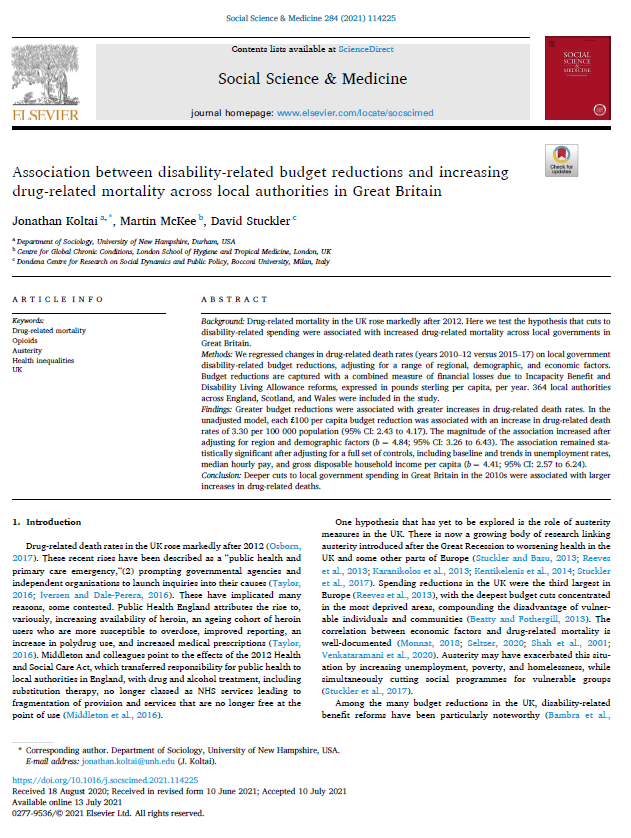 Social Science & Medicine 284 (2021) 114225
Contents lists available at ScienceDirect
Social Science & Medicine
journal homepage: www.elsevier.com/locate/socscimed
ELSEVIER
SOCIAL
SCIENCE
&
MEDICINE
Check for
updates
Association between disability-related budget reductions and increasing
drug-related mortality across local authorities in Great Britain
Jonathan Koltai a,*, Martin McKee b, David Stuckler c
a Department of Sociology, University of New Hampshire, Durham, USA
b Centre for Global Chronic Conditions, London School of Hygiene and Tropical Medicine, London, UK
c Dondena Centre for Research on Social Dynamics and Public Policy, Bocconi University, Milan, Italy
ARTICLE INFO
Keywords:
Drug-related mortality
Opioids
Austerity
Health inequalities
UK
ABSTRACT
Background: Drug-related mortality in the UK rose markedly after 2012. Here we test the hypothesis that cuts to
disability-related spending were associated with increased drug-related mortality across local governments in
Great Britain.
Methods: We regressed changes in drug-related death rates (years 2010–12 versus 2015–17) on local government
disability-related budget reductions, adjusting for a range of regional, demographic, and economic factors.
Budget reductions are captured with a combined measure of financial losses due to Incapacity Benefit and
Disability Living Allowance reforms, expressed in pounds sterling per capita, per year. 364 local authorities
across England, Scotland, and Wales were included in the study.
Findings: Greater budget reductions were associated with greater increases in drug-related death rates. In the
unadjusted model, each £100 per capita budget reduction was associated with an increase in drug-related death
rates of 3.30 per 100 000 population (95% CI: 2.43 to 4.17). The magnitude of the association increased after
adjusting for region and demographic factors (b = 4.84; 95% CI: 3.26 to 6.43). The association remained sta-
tistically significant after adjusting for a full set of controls, including baseline and trends in unemployment rates,
median hourly pay, and gross disposable household income per capita (b = 4.41; 95% CI: 2.57 to 6.24).
Conclusion: Deeper cuts to local government spending in Great Britain in the 2010s were associated with larger
increases in drug-related deaths.
1. Introduction
Drug-related death rates in the UK rose markedly after 2012 (Osborn,
2017). These recent rises have been described as a "public health and
primary care emergency,"(2) prompting governmental agencies and
independent organizations to launch inquiries into their causes (Taylor,
2016; Iversen and Dale-Perera, 2016). These have implicated many
reasons, some contested. Public Health England attributes the rise to,
variously, increasing availability of heroin, an ageing cohort of heroin
users who are more susceptible to overdose, improved reporting, an
increase in polydrug use, and increased medical prescriptions (Taylor,
2016). Middleton and colleagues point to the effects of the 2012 Health
and Social Care Act, which transferred responsibility for public health to
local authorities in England, with drug and alcohol treatment, including
substitution therapy, no longer classed as NHS services leading to
fragmentation of provision and services that are no longer free at the
point of use (Middleton et al., 2016).
One hypothesis that has yet to be explored is the role of austerity
measures in the UK. There is now a growing body of research linking
austerity introduced after the Great Recession to worsening health in the
UK and some other parts of Europe (Stuckler and Basu, 2013; Reeves
et al., 2013; Karanikolos et al., 2013; Kentikelenis et al., 2014; Stuckler
et al., 2017). Spending reductions in the UK were the third largest in
Europe (Reeves et al., 2013), with the deepest budget cuts concentrated
in the most deprived areas, compounding the disadvantage of vulner-
able individuals and communities (Beatty and Fothergill, 2013). The
correlation between economic factors and drug-related mortality is
well-documented (Monnat, 2018; Seltzer, 2020; Shah et al., 2001;
Venkataramani et al., 2020). Austerity may have exacerbated this situ-
ation by increasing unemployment, poverty, and homelessness, while
simultaneously cutting social programmes for vulnerable groups
(Stuckler et al., 2017).
Among the many budget reductions in the UK, disability-related
benefit reforms have been particularly noteworthy (Bambra et al.,
* Corresponding author. Department of Sociology, University of New Hampshire, USA.
E-mail address: jonathan.koltai@unh.edu (J. Koltai).
https://doi.org/10.1016/j.socscimed.2021.114225
Received 18 August 2020; Received in revised form 10 June 2021; Accepted 10 July 2021
Available online 13 July 2021
0277-9536/© 2021 Elsevier Ltd. All rights reserved.